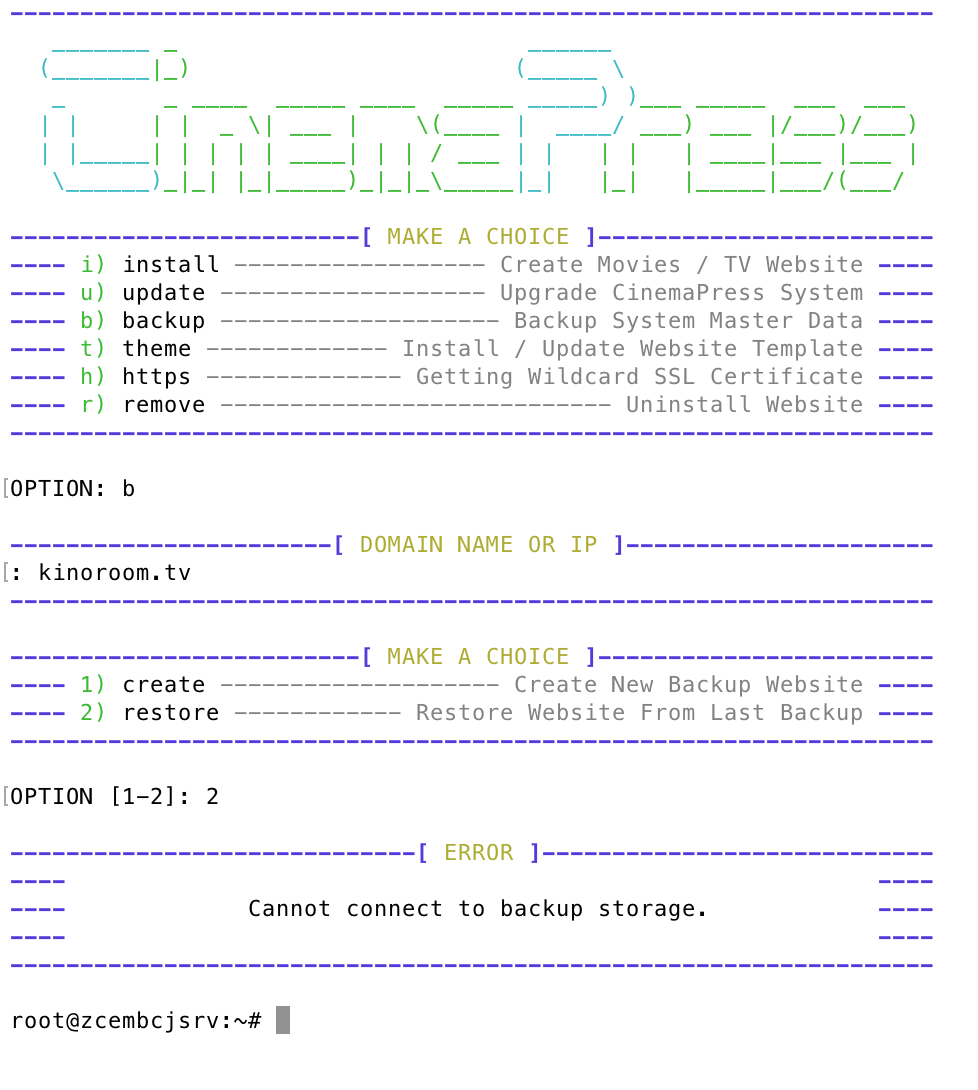 CinemaPress
[ MAKE A CHOICE ]
---- i) install ------------------ Create Movies / TV Website ----
---- u) update ------------------- Upgrade CinemaPress System ----
---- b) backup -------------------- Backup System Master Data ----
---- t) theme ------------- Install / Update Website Template ----
---- h) https -------------- Getting Wildcard SSL Certificate ----
---- r) remove ---------------------------- Uninstall Website ----
OPTION: b
[ DOMAIN NAME OR IP ]
: kinoroom.tv
[ MAKE A CHOICE ]
---- 1) create -------------------- Create New Backup Website ----
---- 2) restore ------------ Restore Website From Last Backup ----
OPTION [1-2]: 2
[ ERROR ]
Cannot connect to backup storage.
root@zcembcjsrv:~#